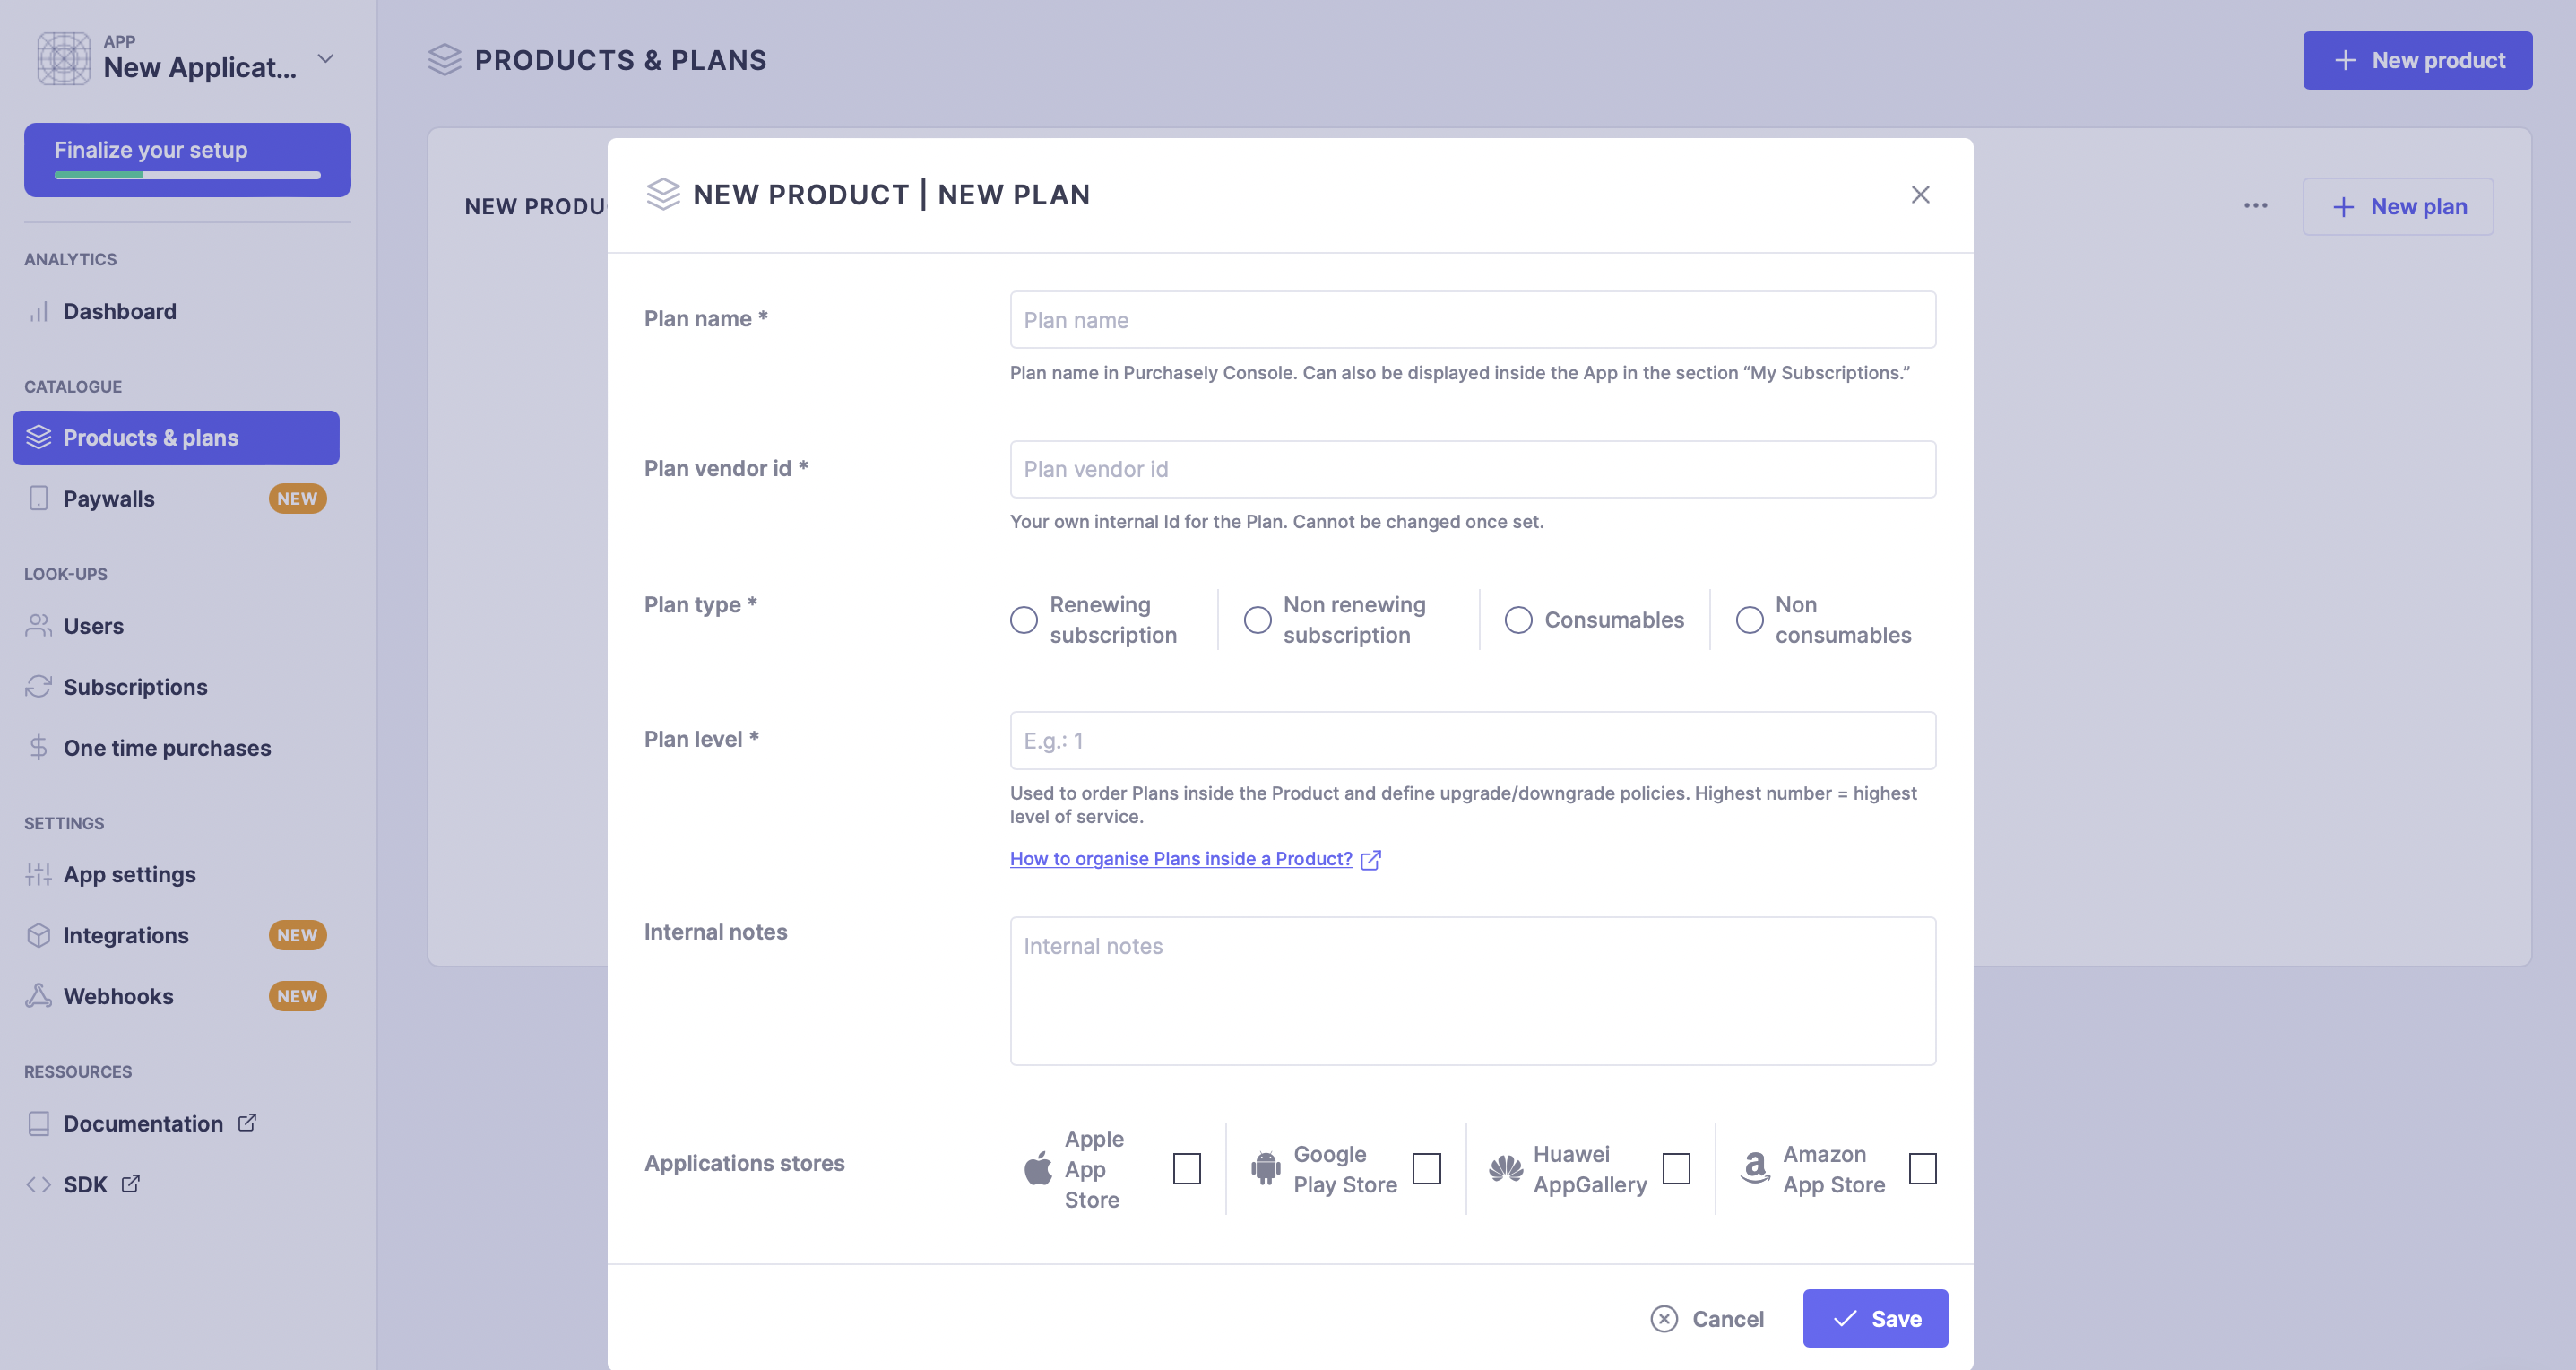 APP
New Applicat...
Finalize your setup
ANALYTICS
Dashboard
CATALOGUE
Products & plans
Paywalls NEW
LOOK-UPS
Users
Subscriptions
One time purchases
SETTINGS
App settings
Integrations NEW
Webhooks NEW
RESSOURCES
Documentation
SDK
PRODUCTS & PLANS
New product
NEW PRODU
New plan
NEW PRODUCT | NEW PLAN
Plan name *
Plan name
Plan name in Purchasely Console. Can also be displayed inside the App in the section “My Subscriptions.”
Plan vendor id *
Plan vendor id
Your own internal Id for the Plan. Cannot be changed once set.
Plan type *
Renewing
subscription
Non renewing
subscription
Consumables
Non
consumables
Plan level *
E.g.: 1
Used to order Plans inside the Product and define upgrade/downgrade policies. Highest number = highest
level of service.
How to organise Plans inside a Product?
Internal notes
Internal notes
Applications stores
Apple
App
Store
Google
Play Store
Huawei
AppGallery
Amazon
App Store
Cancel
Save